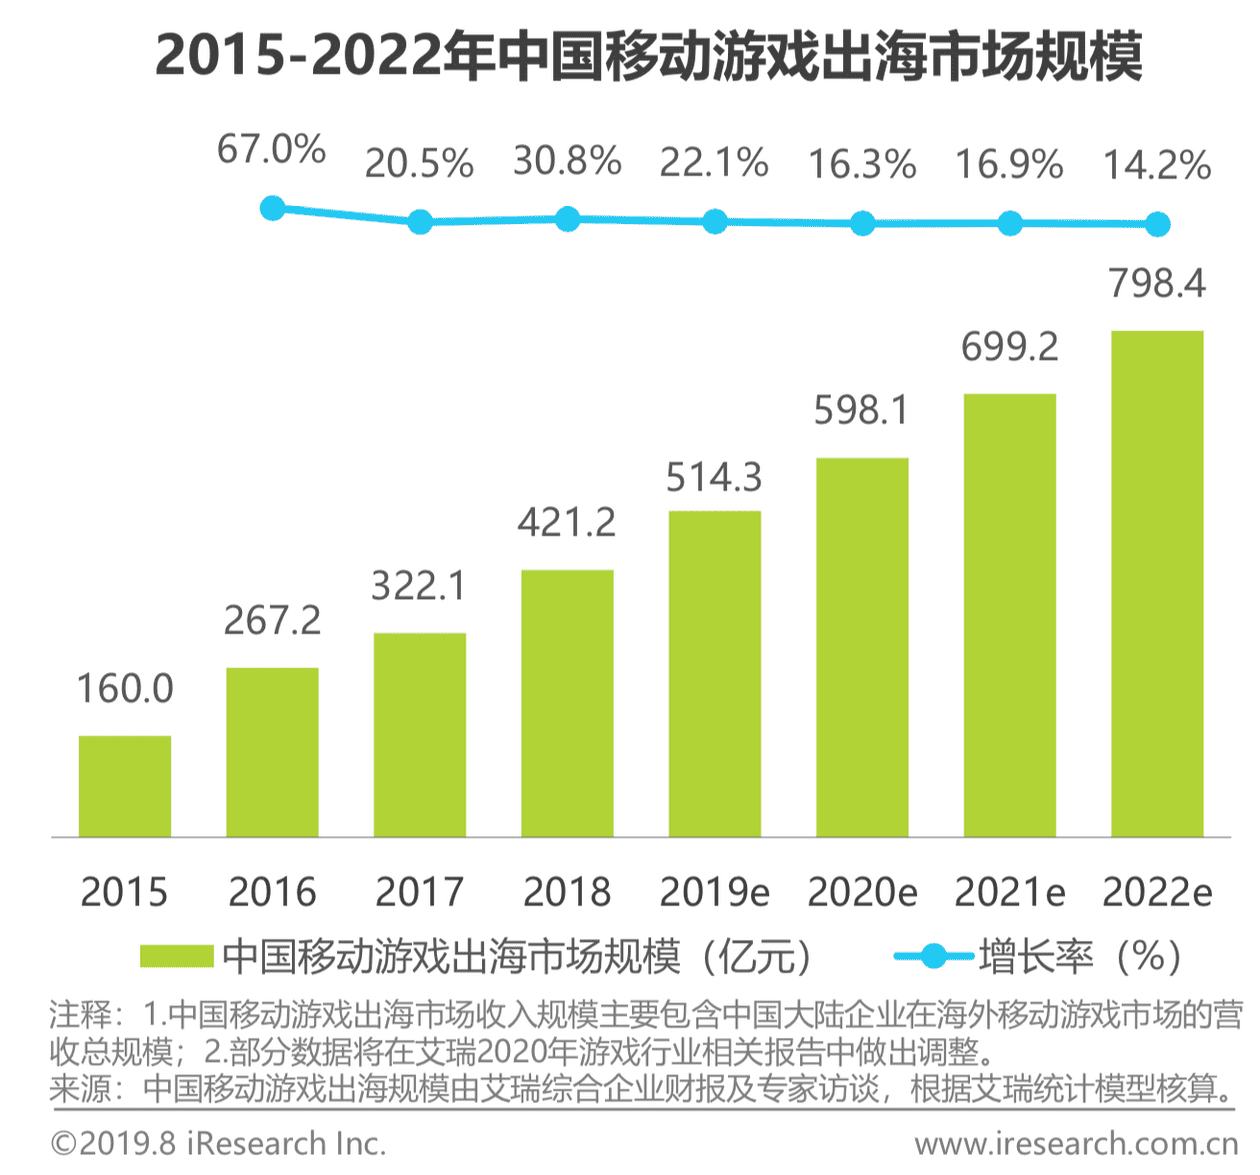 2015-2022年中国移动游戏出海市场规模
67.0% 20.5% 30.8% 22.1% 16.3% 16.9% 14.2%
160.0 267.2 322.1 421.2 514.3 598.1 699.2 798.4
2015 2016 2017 2018 2019e 2020e 2021e 2022e
中国移动游戏出海市场规模（亿元） 增长率（%）
注释：1.中国移动游戏出海市场收入规模主要包含中国大陆企业在海外移动游戏市场的营
收总规模；2.部分数据将在艾瑞2020年游戏行业相关报告中做出调整。
来源：中国移动游戏出海规模由艾瑞综合企业财报及专家访谈，根据艾瑞统计模型核算。
©2019.8 iResearch Inc. www.iresearch.com.cn